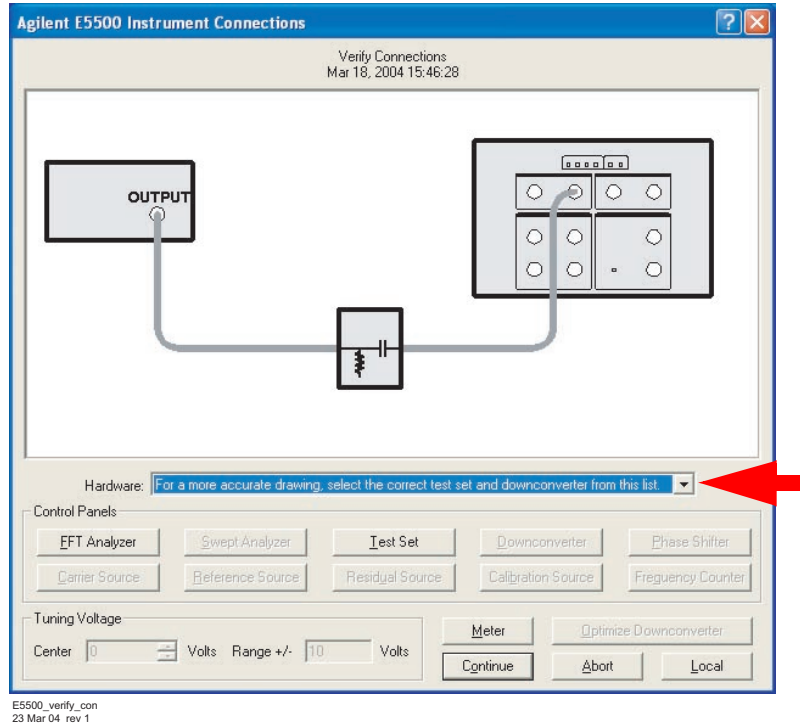 Agilent E5500 Instrument Connections
Verify Connections
Mar 18, 2004 15:46:28
OUTPUT
Hardware: For a more accurate drawing, select the correct test set and downconverter from this list.
Control Panels
FFT Analyzer Swept Analyzer Test Set Downconverter Phase Shifter
Carrier Source Reference Source Residual Source Calibration Source Frequency Counter
Tuning Voltage
Center 0 Volts Range +/- 10 Volts
Meter Optimize Downconverter
Continue Abort Local
E5500_verify_con
23 Mar 04 rev 1